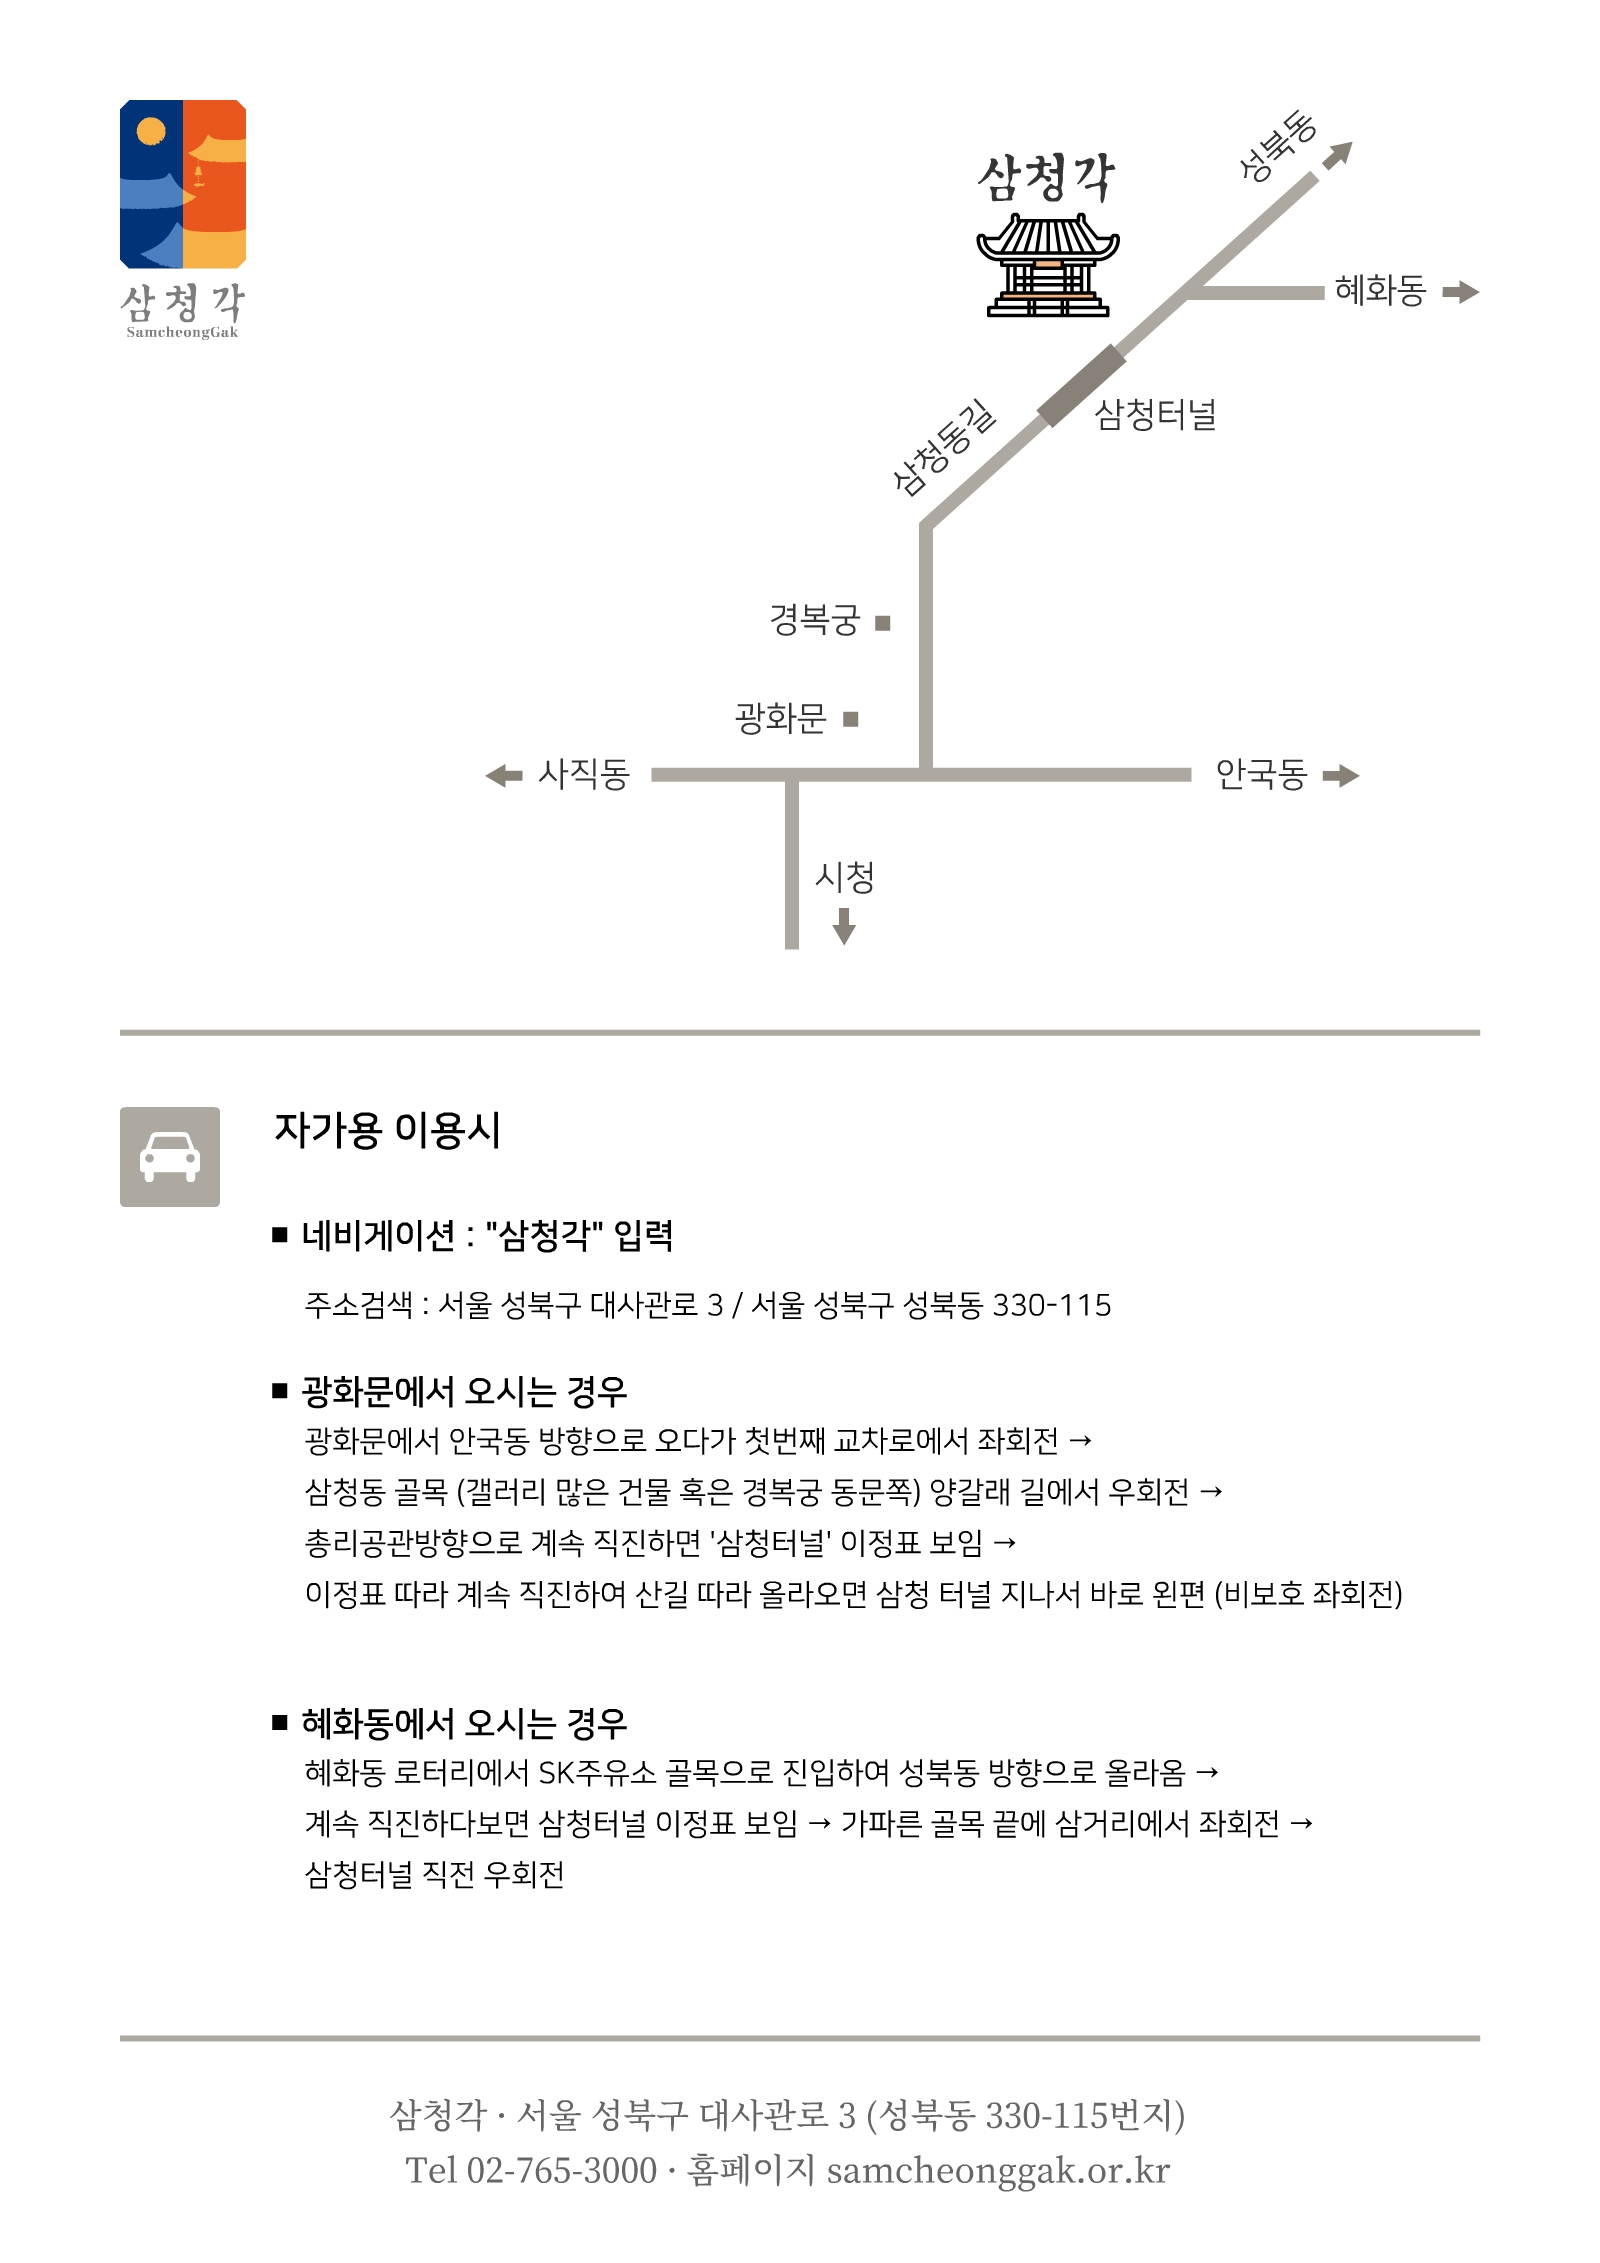 삼청각
SamcheongGak
삼청각
성북동
혜화동
삼청터널
삼청동길
경복궁
광화문
사직동
안국동
시청
자가용 이용시
■ 네비게이션 : "삼청각" 입력
주소검색 : 서울 성북구 대사관로 3 / 서울 성북구 성북동 330-115
■ 광화문에서 오시는 경우
광화문에서 안국동 방향으로 오다가 첫번째 교차로에서 좌회전 →
삼청동 골목 (갤러리 많은 건물 혹은 경복궁 동문쪽) 양갈래 길에서 우회전 →
총리공관방향으로 계속 직진하면 '삼청터널' 이정표 보임 →
이정표 따라 계속 직진하여 산길 따라 올라오면 삼청 터널 지나서 바로 왼편 (비보호 좌회전)
■ 혜화동에서 오시는 경우
혜화동 로터리에서 SK주유소 골목으로 진입하여 성북동 방향으로 올라옴 →
계속 직진하다보면 삼청터널 이정표 보임 → 가파른 골목 끝에 삼거리에서 좌회전 →
삼청터널 직전 우회전
삼청각 · 서울 성북구 대사관로 3 (성북동 330-115번지)
Tel 02-765-3000 · 홈페이지 samcheonggak.or.kr